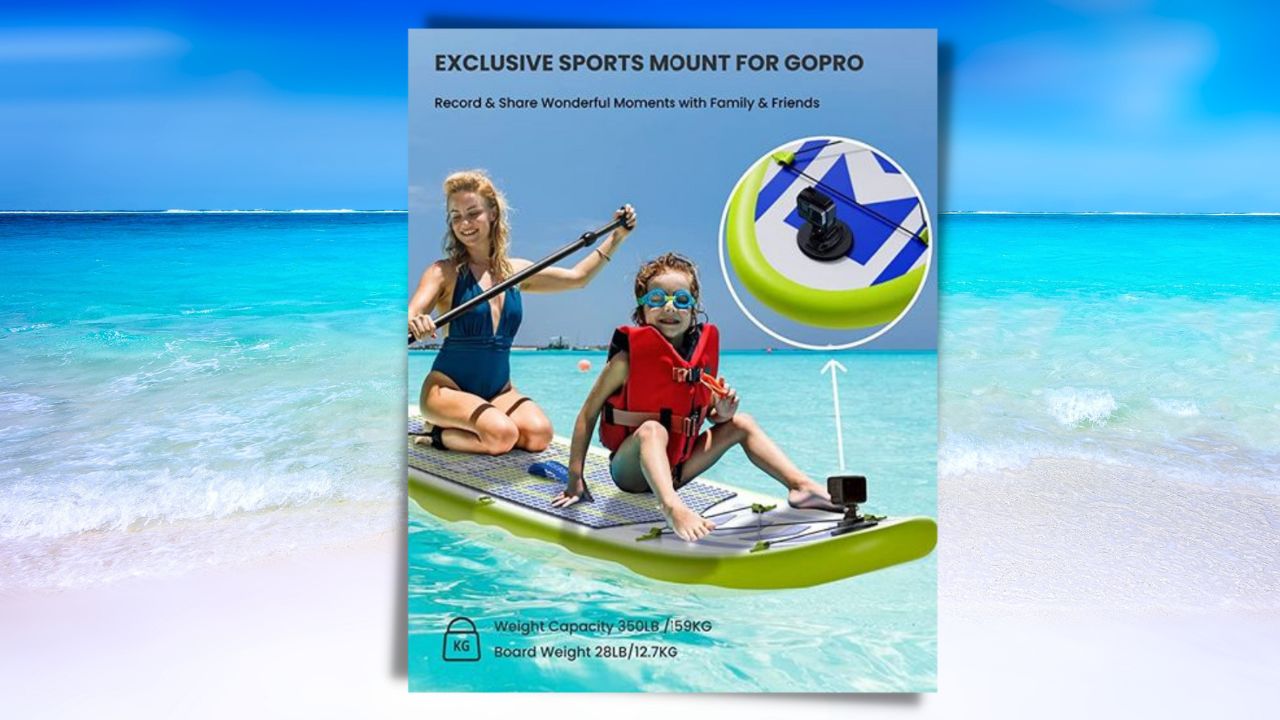 EXCLUSIVE SPORTS MOUNT FOR GOPRO
Record & Share Wonderful Moments with Family & Friends
Weight Capacity 350LB /159KG
KG
Board Weight 28LB/12.7KG